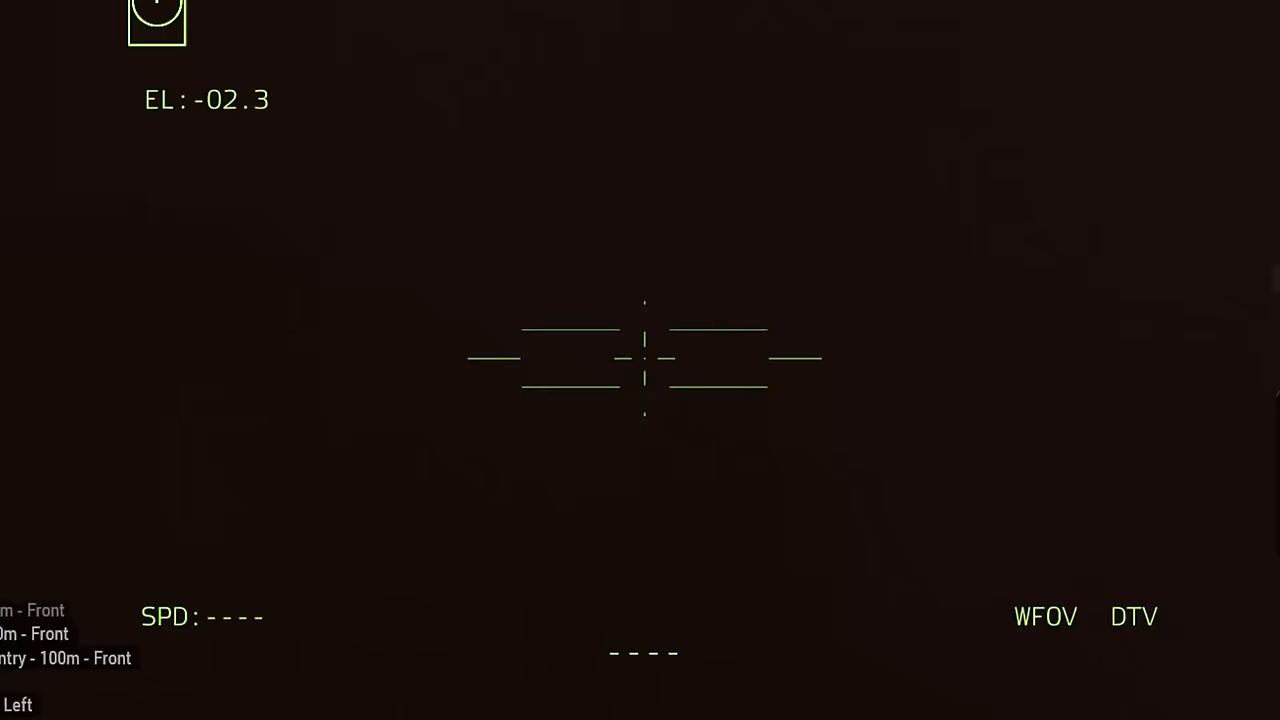 EL:-02.3
m - Front
SPD:---- WFOV DTV
0m - Front
----
ntry - 100m - Front
Left